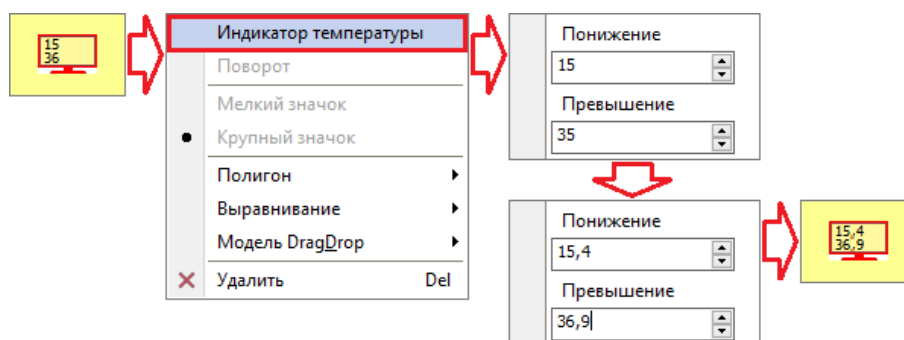 15
36
Индикатор температуры
Поворот
Мелкий значок
Крупный значок
Полигон
Выравнивание
Модель DragDrop
Удалить Del
Понижение
15
Превышение
35
Понижение
15,4
Превышение
36,9
15,4
36,9